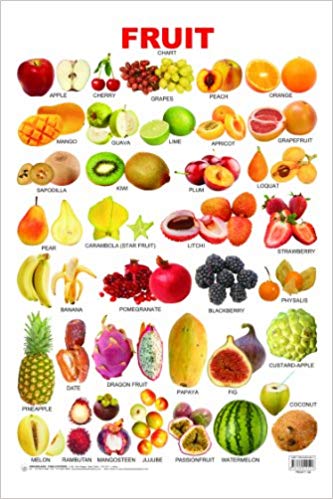 FRUIT
CHART
APPLE CHERRY GRAPES PEACH ORANGE
MANGO GUAVA LIME APRICOT GRAPEFRUIT
SAPODILLA KIWI PLUM LOQUAT
PEAR CARAMBOLA (STAR FRUIT) LITCHI STRAWBERRY
BANANA POMEGRANATE BLACKBERRY PHYSALIS
PINEAPPLE DATE DRAGON FRUIT PAPAYA FIG CUSTARD-APPLE
COCONUT
MELON RAMBUTAN MANGOSTEEN JUJUBE PASSIONFRUIT WATERMELON